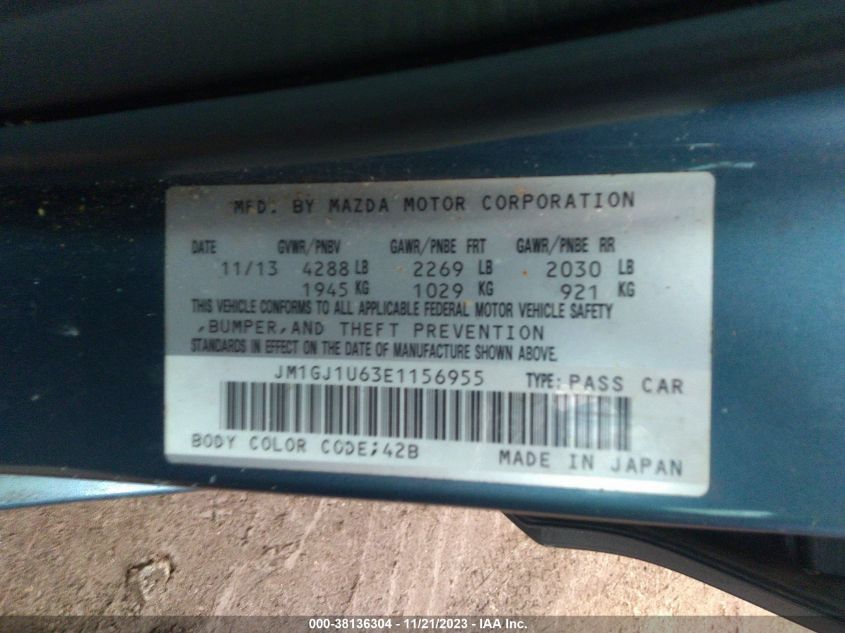 MFD. BY MAZDA MOTOR CORPORATION
DATE GVWR/PNBV GAWR/PNBE FRT GAWR/PNBE RR
11/13 4288 LB 2269 LB 2030 LB
1945 KG 1029 KG 921 KG
THIS VEHICLE CONFORMS TO ALL APPLICABLE FEDERAL MOTOR VEHICLE SAFETY
,BUMPER,AND THEFT PREVENTION
STANDARDS IN EFFECT ON THE DATE OF MANUFACTURE SHOWN ABOVE.
JM1GJ1U63E1156955 TYPE: PASS CAR
BODY COLOR CODE;42B MADE IN JAPAN
000-38136304 - 11/21/2023 - IAA Inc.